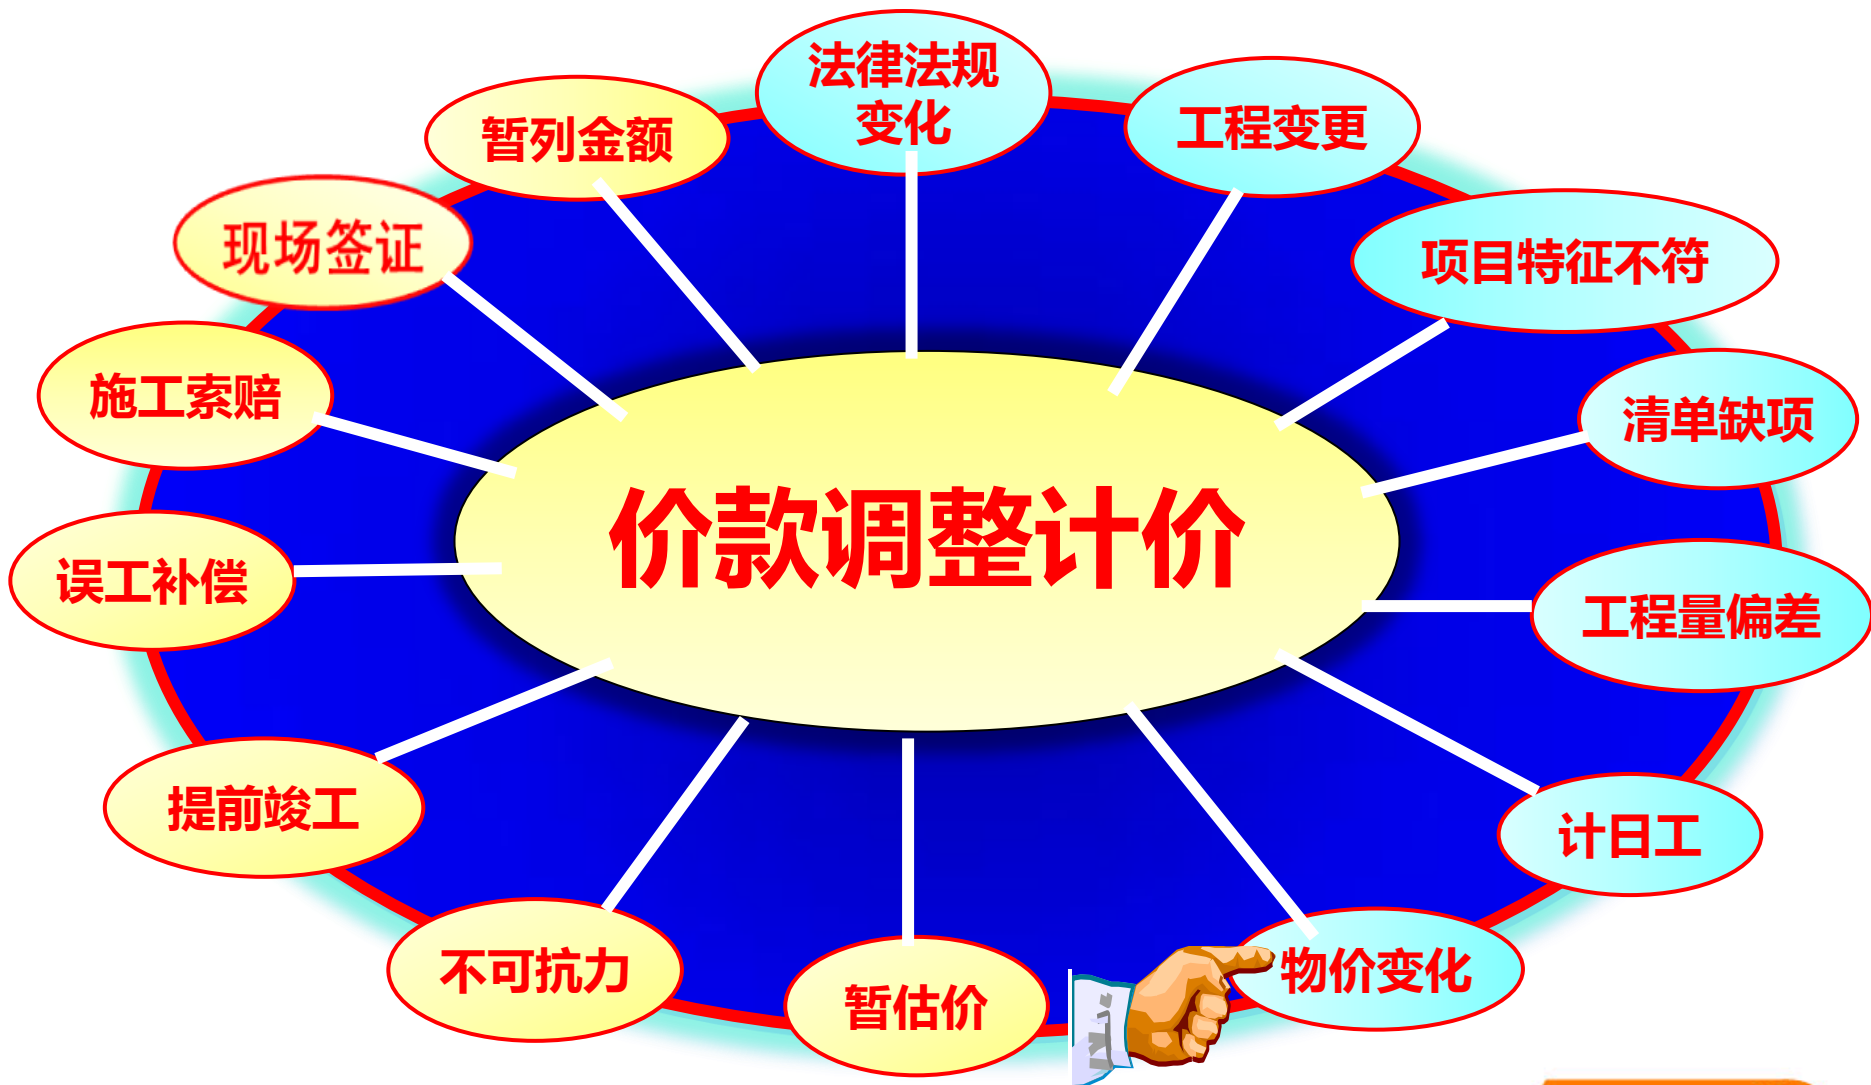 法律法规
变化
工程变更
项目特征不符
清单缺项
工程量偏差
计日工
物价变化
暂估价
不可抗力
提前竣工
误工补偿
施工索赔
现场签证
暂列金额
价款调整计价